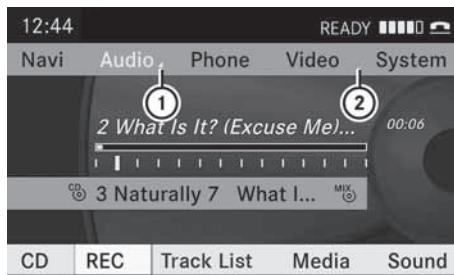 12:44 READY
Navi Audio Phone Video System
1 2
2 What Is It? (Excuse Me)... 00:06
CD 3 Naturally 7 What I... MIX
CD REC Track List Media Sound